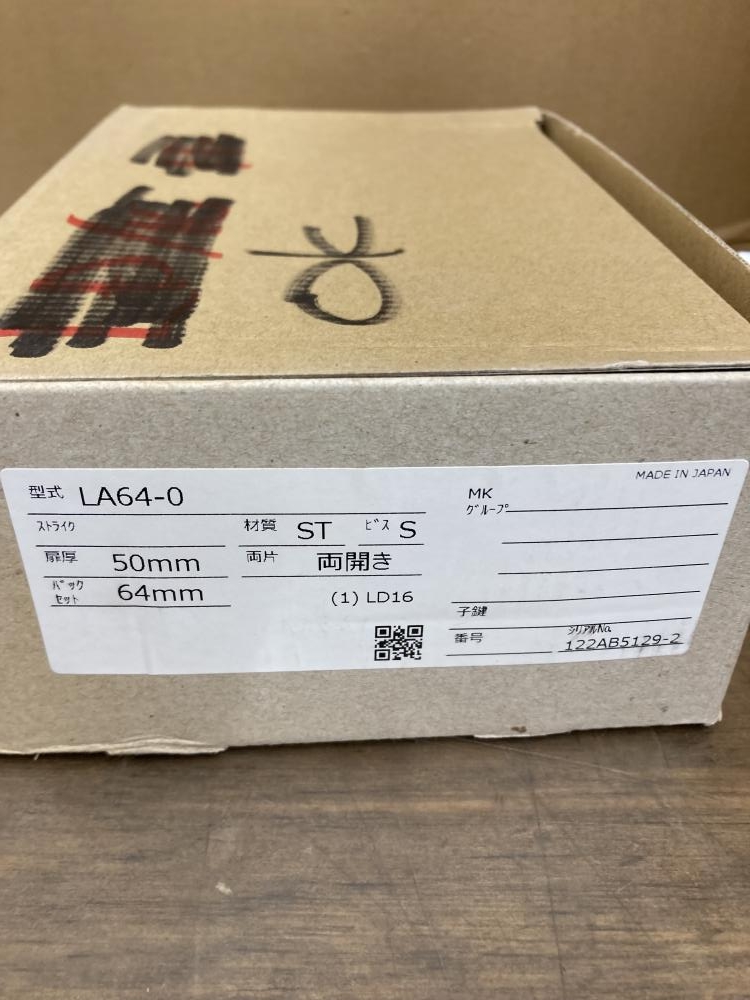 OK
MADE IN JAPAN
型式 LA64-0
ストライク 材質 ST ビス S
扉厚 50mm 両片 両開き
バックセット 64mm
(1) LD16
MK
グループ
子鍵
番号
シリアルNo.
122AB5129-2